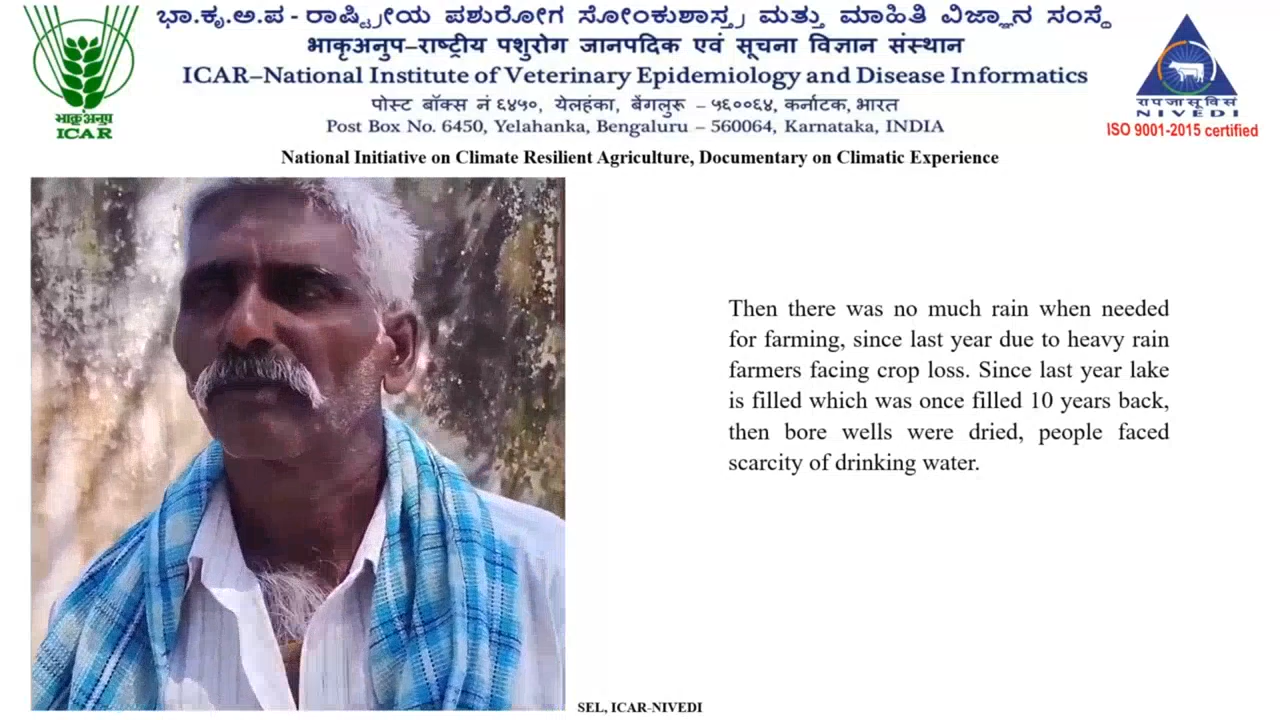 ಭಾ.ಕೃ.ಅ.ಪ - ರಾಷ್ಟ್ರೀಯ ಪಶುರೋಗ ಸೋಂಕುಶಾಸ್ತ್ರ ಮತ್ತು ಮಾಹಿತಿ ವಿಜ್ಞಾನ ಸಂಸ್ಥೆ
भाकृअनुप–राष्ट्रीय पशुरोग जानपदिक एवं सूचना विज्ञान संस्थान
ICAR–National Institute of Veterinary Epidemiology and Disease Informatics
पोस्ट बॉक्स नं ६४५०, येलहंका, बेंगलुरू – ५६००६४, कर्नाटक, भारत
Post Box No. 6450, Yelahanka, Bengaluru – 560064, Karnataka, INDIA
भाकृअनुप
ICAR
रापजासूविसं
NIVEDI
ISO 9001-2015 certified
National Initiative on Climate Resilient Agriculture, Documentary on Climatic Experience
Then there was no much rain when needed
for farming, since last year due to heavy rain
farmers facing crop loss. Since last year lake
is filled which was once filled 10 years back,
then bore wells were dried, people faced
scarcity of drinking water.
SEL, ICAR-NIVEDI